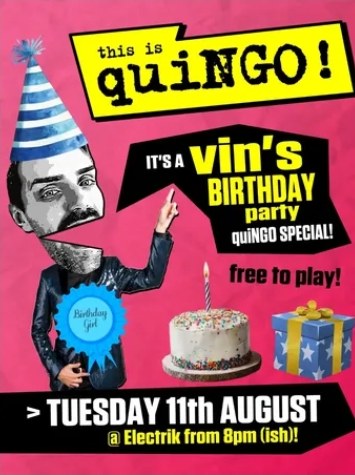 this is
quiNGO!
IT'S A vin's
BIRTHDAY
party
quiNGO SPECIAL!
free to play!
Birthday
Girl
> TUESDAY 11th AUGUST
@ Electrik from 8pm (ish)!